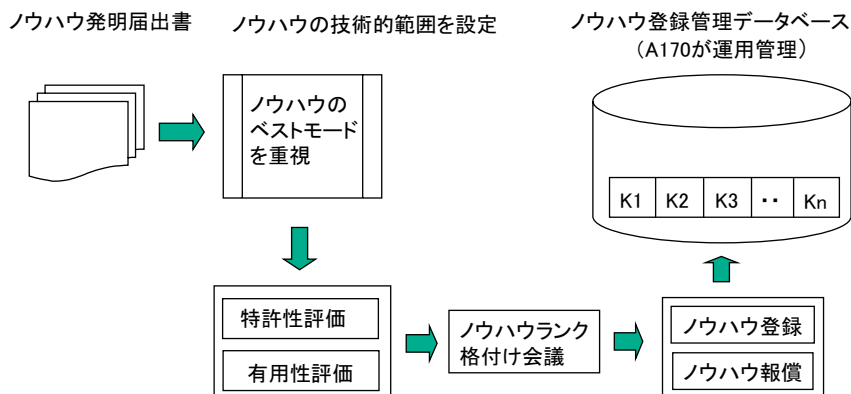 ノウハウ発明届出書
ノウハウの技術的範囲を設定
ノウハウ登録管理データベース
(A170が運用管理)
ノウハウの
ベストモード
を重視
K1 K2 K3 ・・ Kn
特許性評価
有用性評価
ノウハウランク
格付け会議
ノウハウ登録
ノウハウ報償